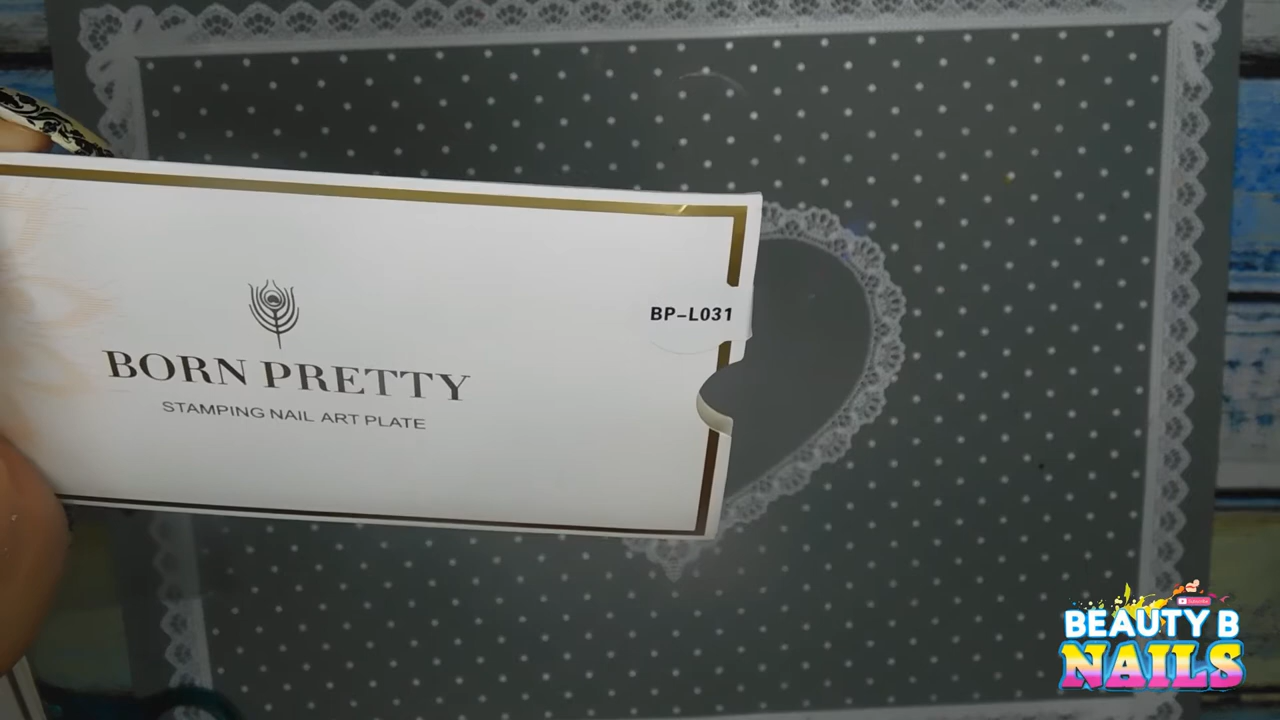 BP-L031
BORN PRETTY
STAMPING NAIL ART PLATE
BEAUTY B
NAILS